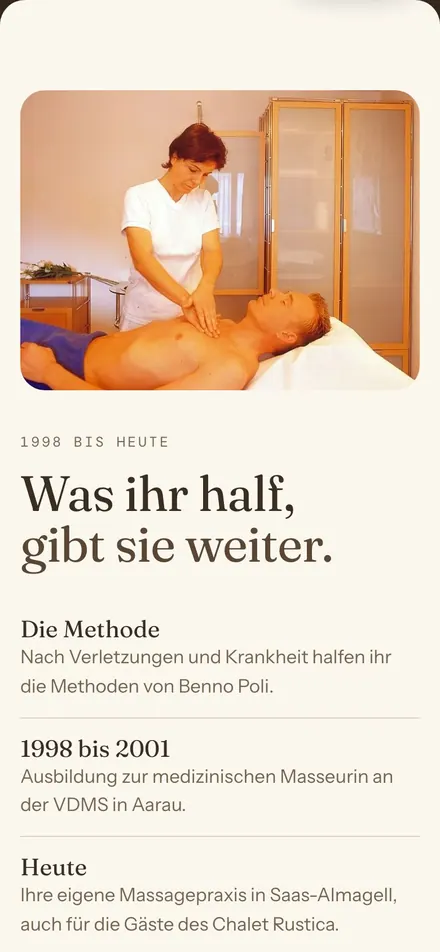 1998 BIS HEUTE
Was ihr half,
gibt sie weiter.
Die Methode
Nach Verletzungen und Krankheit halfen ihr
die Methoden von Benno Poli.
1998 bis 2001
Ausbildung zur medizinischen Masseurin an
der VDMS in Aarau.
Heute
Ihre eigene Massagepraxis in Saas-Almagell,
auch für die Gäste des Chalet Rustica.